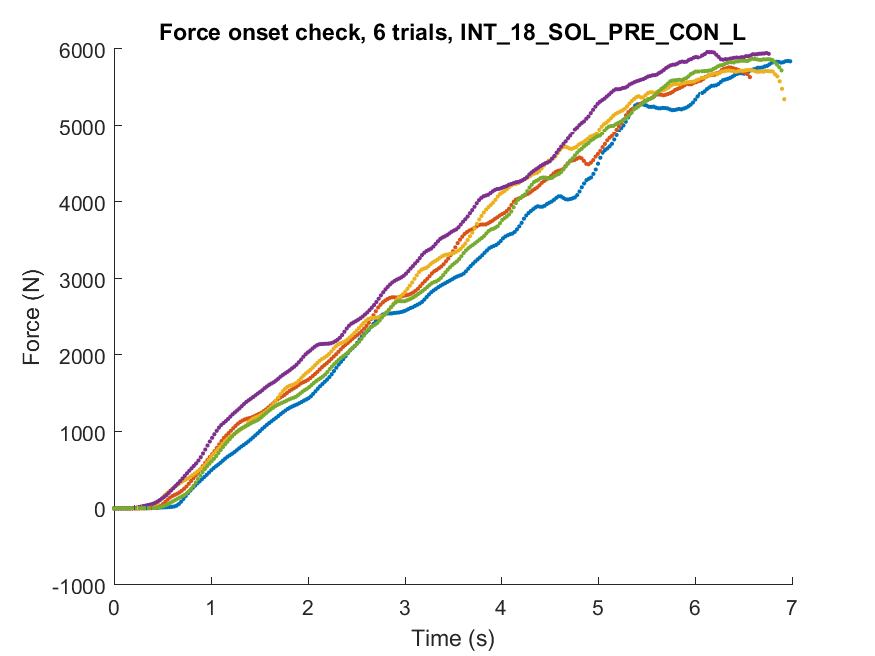 Force onset check, 6 trials, INT_18_SOL_PRE_CON_L
6000
5000
4000
3000
2000
1000
0
-1000
Force (N)
0 1 2 3 4 5 6 7
Time (s)